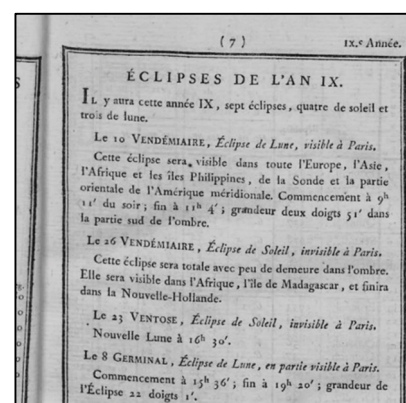 ( 7 )
IX.e Année.
ÉCLIPSES DE L'AN IX.
IL y aura cette année IX, sept éclipses, quatre de soleil et
trois de lune.
Le 10 VENDÉMIAIRE, Éclipse de Lune, visible à Paris.
Cette éclipse sera visible dans toute l'Europe, l'Asie,
l'Afrique et les îles Philippines, de la Sonde et la partie
orientale de l'Amérique méridionale. Commencement à 9h
11' du soir; fin à 11h 4'; grandeur deux doigts 51' dans
la partie sud de l'ombre.
Le 26 VENDÉMIAIRE, Éclipse de Soleil, invisible à Paris.
Cette éclipse sera totale avec peu de demeure dans l'ombre.
Elle sera visible dans l'Afrique, l'île de Madagascar, et finira
dans la Nouvelle-Hollande.
Le 23 VENTOSE, Éclipse de Soleil, invisible à Paris.
Nouvelle Lune à 16h 30'.
Le 8 GERMINAL, Éclipse de Lune, en partie visible à Paris.
Commencement à 15h 36'; fin à 19h 20'; grandeur de
l'Éclipse 22 doigts 1'.